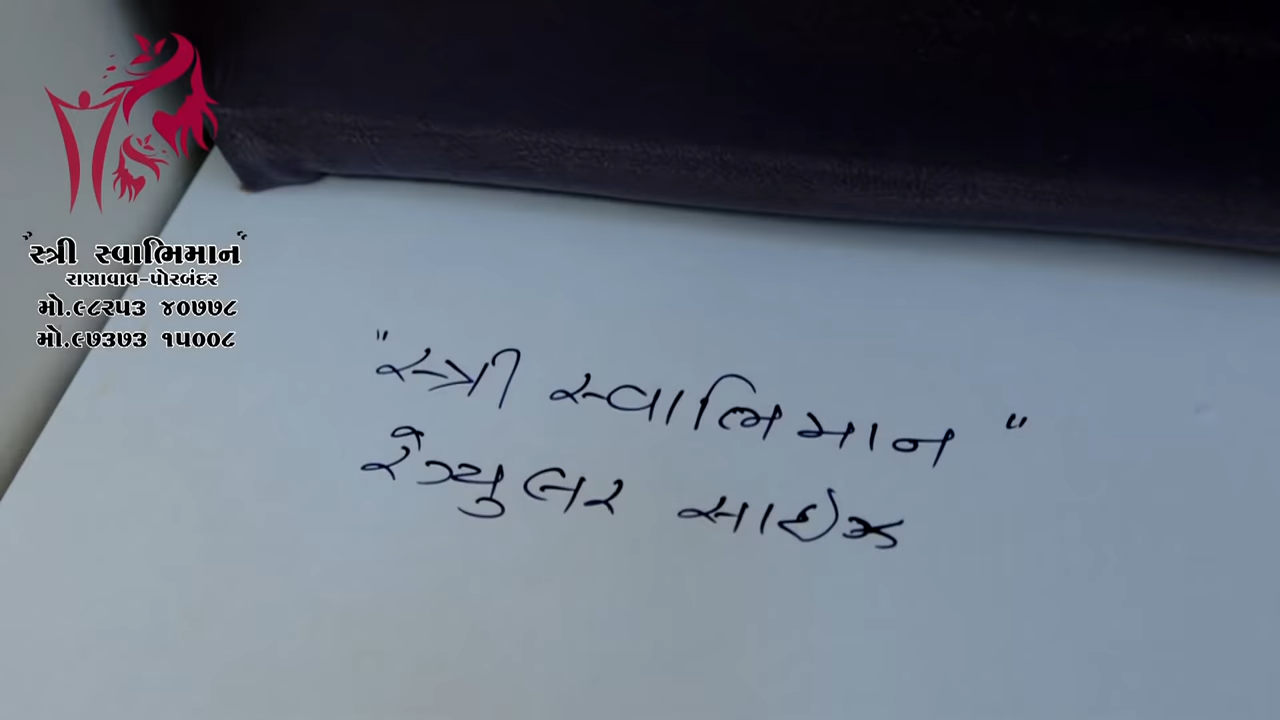 "સ્ત્રી સ્વાભિમાન"
રાણાવાવ-પોરબંદર
મો.૯૮૨૫૩ ૪૦૭૭૮
મો.૯૭૩૭૩ ૧૫૦૦૮
"સ્ત્રી સ્વાભિમાન"
રેગ્યુલર સાઇઝ